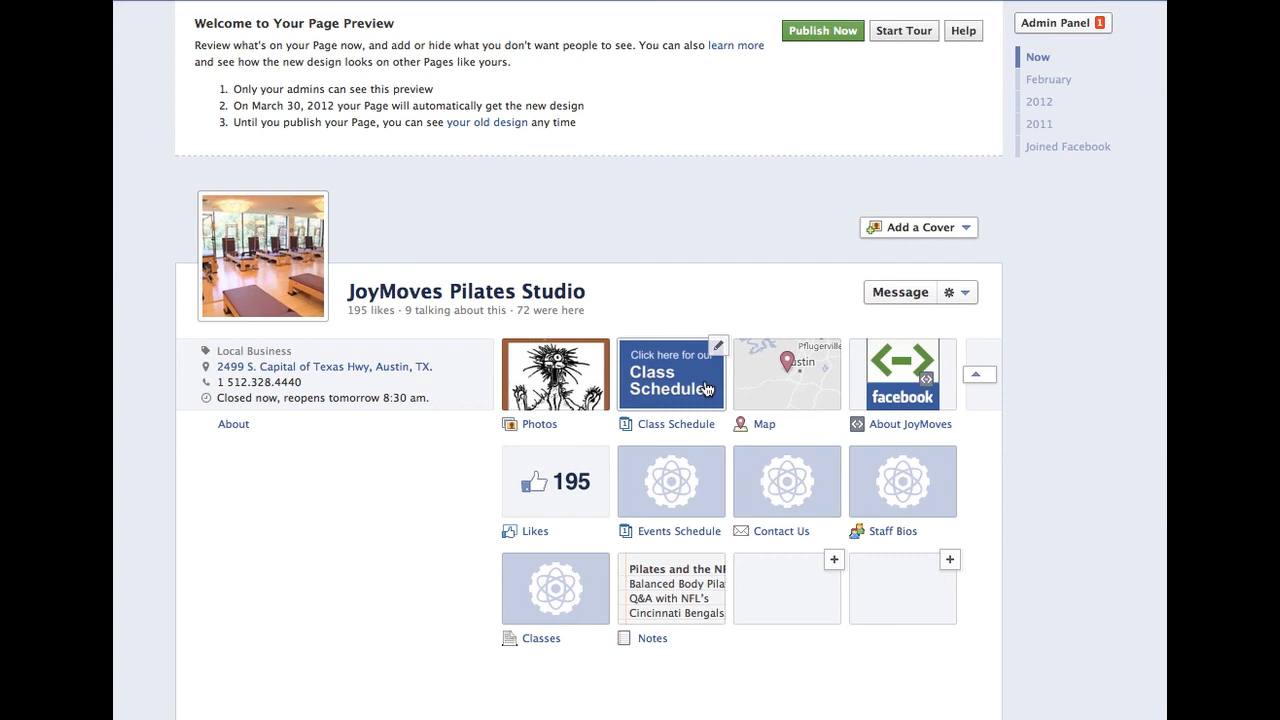 Welcome to Your Page Preview
Review what's on your Page now, and add or hide what you don't want people to see. You can also learn more
and see how the new design looks on other Pages like yours.
1. Only your admins can see this preview
2. On March 30, 2012 your Page will automatically get the new design
3. Until you publish your Page, you can see your old design any time
Publish Now
Start Tour
Help
Admin Panel 1
Now
February
2012
2011
Joined Facebook
Add a Cover
JoyMoves Pilates Studio
195 likes · 9 talking about this · 72 were here
Message
Local Business
2499 S. Capital of Texas Hwy, Austin, TX.
1 512.328.4440
Closed now, reopens tomorrow 8:30 am.
About
Click here for our
Class
Schedule
Pflugerville
ustin
facebook
Photos
Class Schedule
Map
About JoyMoves
195
Likes
Events Schedule
Contact Us
Staff Bios
Pilates and the NF
Balanced Body Pila
Q&A with NFL's
Cincinnati Bengals
Classes
Notes